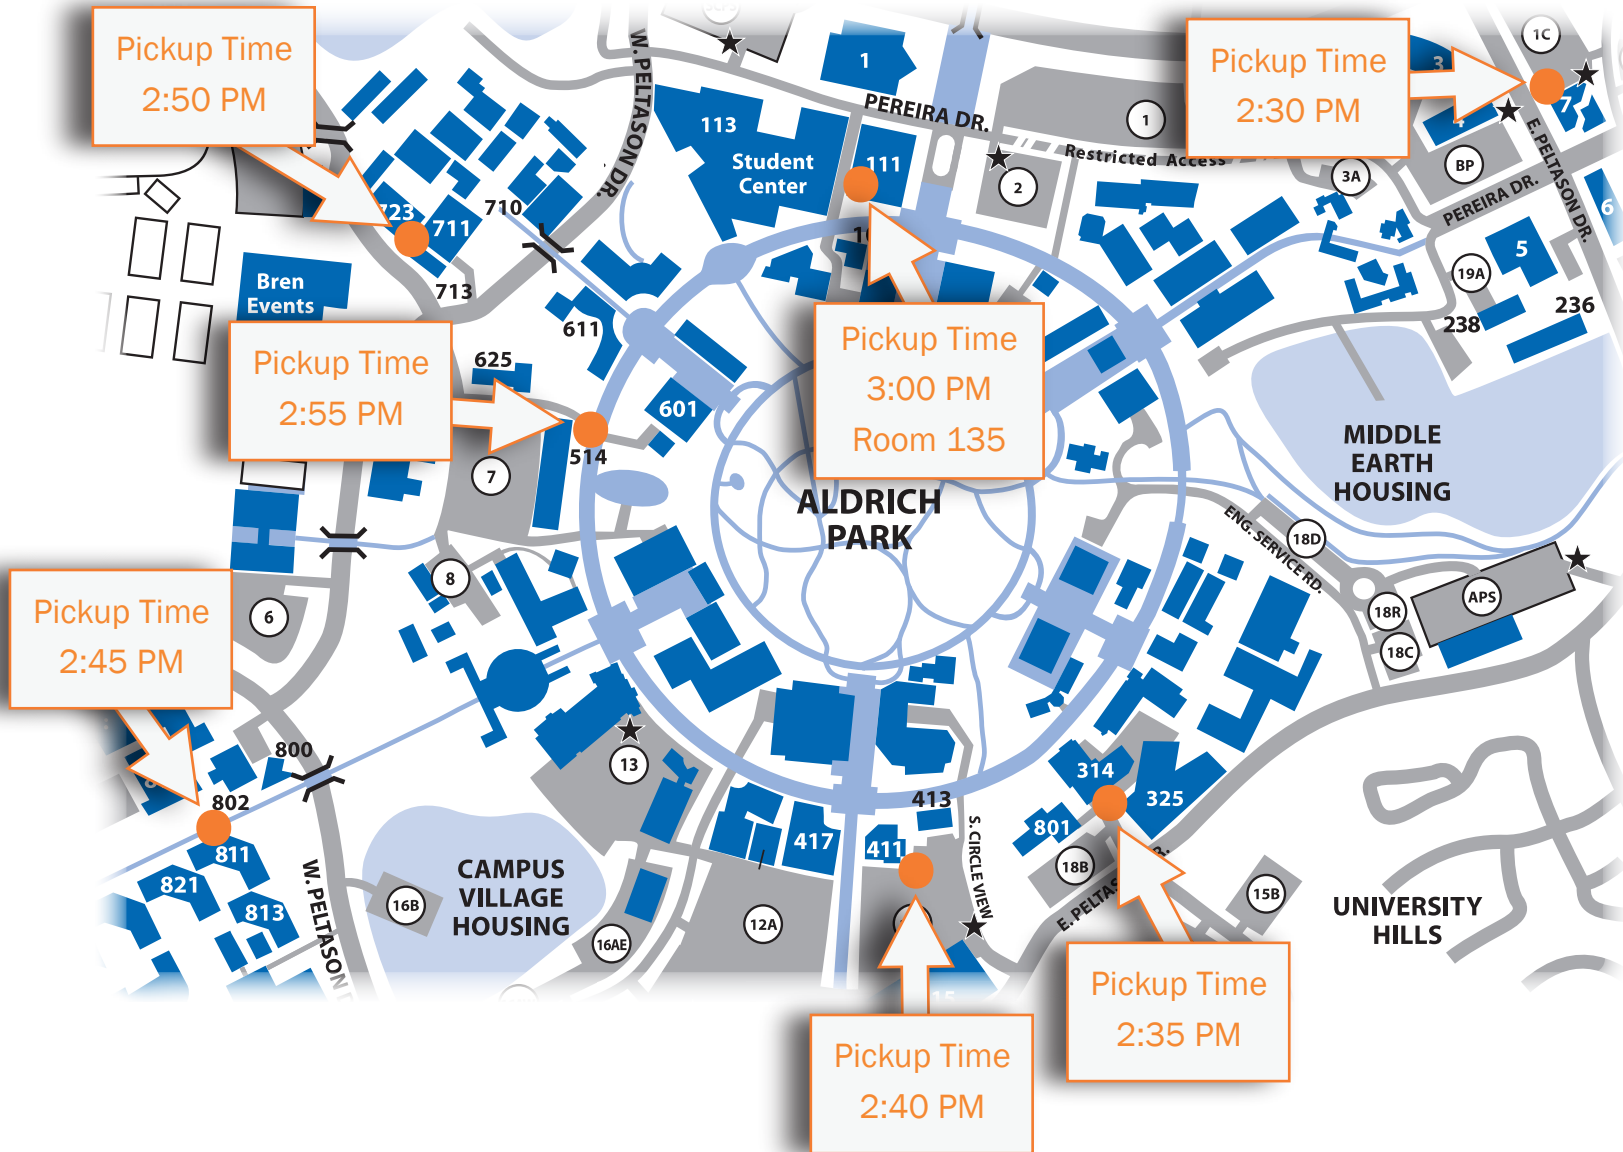 Pickup Time
2:50 PM
W. PELTASON DR.
1
Pickup Time
2:30 PM
1C
3
7
4
113
Student
Center
PEREIRA DR.
111
1
Restricted Access
2
3A
BP
E. PELTASON DR.
PEREIRA DR.
6
723
711
710
713
Bren
Events
5
19A
238
236
611
Pickup Time
2:55 PM
625
601
514
7
Pickup Time
3:00 PM
Room 135
ALDRICH
PARK
MIDDLE
EARTH
HOUSING
ENG. SERVICE RD.
18D
18R
18C
APS
8
6
Pickup Time
2:45 PM
800
802
811
821
813
W. PELTASON
13
CAMPUS
VILLAGE
HOUSING
16B
16AE
12A
417
411
413
S. CIRCLE VIEW
314
325
801
18B
E. PELTAS
15B
UNIVERSITY
HILLS
15
Pickup Time
2:40 PM
Pickup Time
2:35 PM